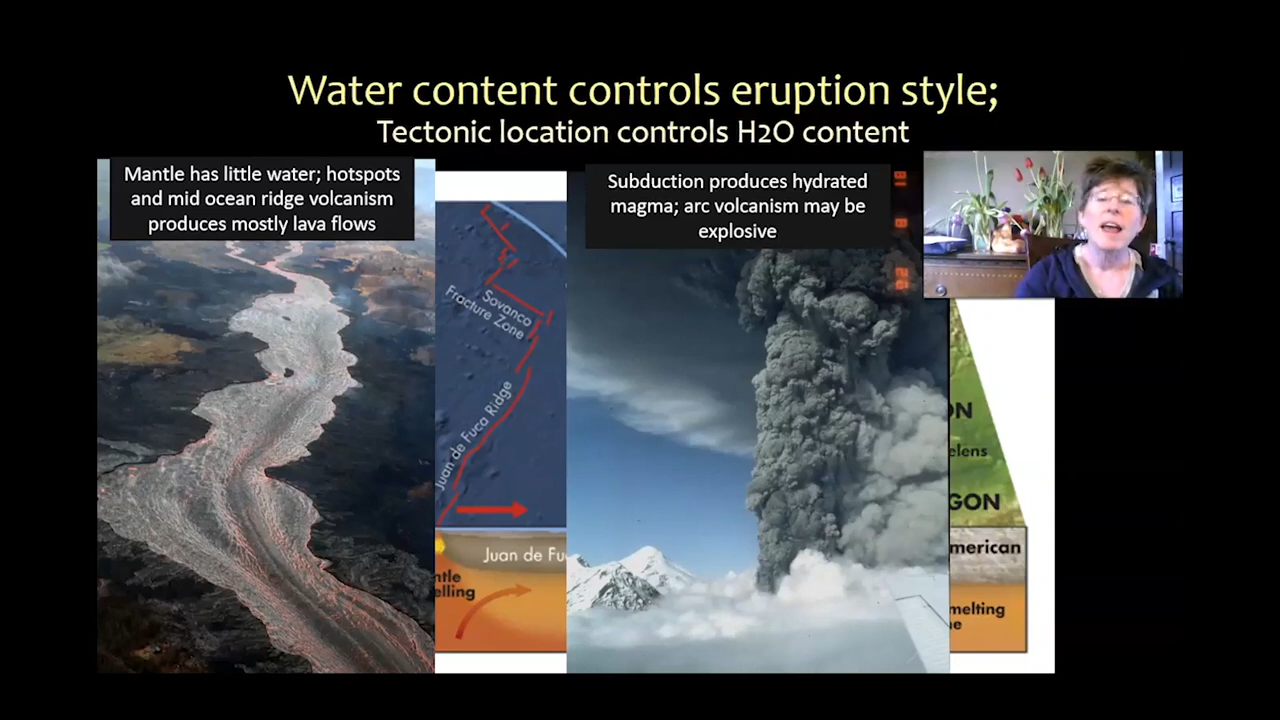 Water content controls eruption style;
Tectonic location controls H2O content
Mantle has little water; hotspots
and mid ocean ridge volcanism
produces mostly lava flows
Subduction produces hydrated
magma; arc volcanism may be
explosive
Sovanco
Fracture Zone
Juan de Fuca Ridge
ON
elens
GON
Juan de Fu
merican
ntle
elling
melting
e